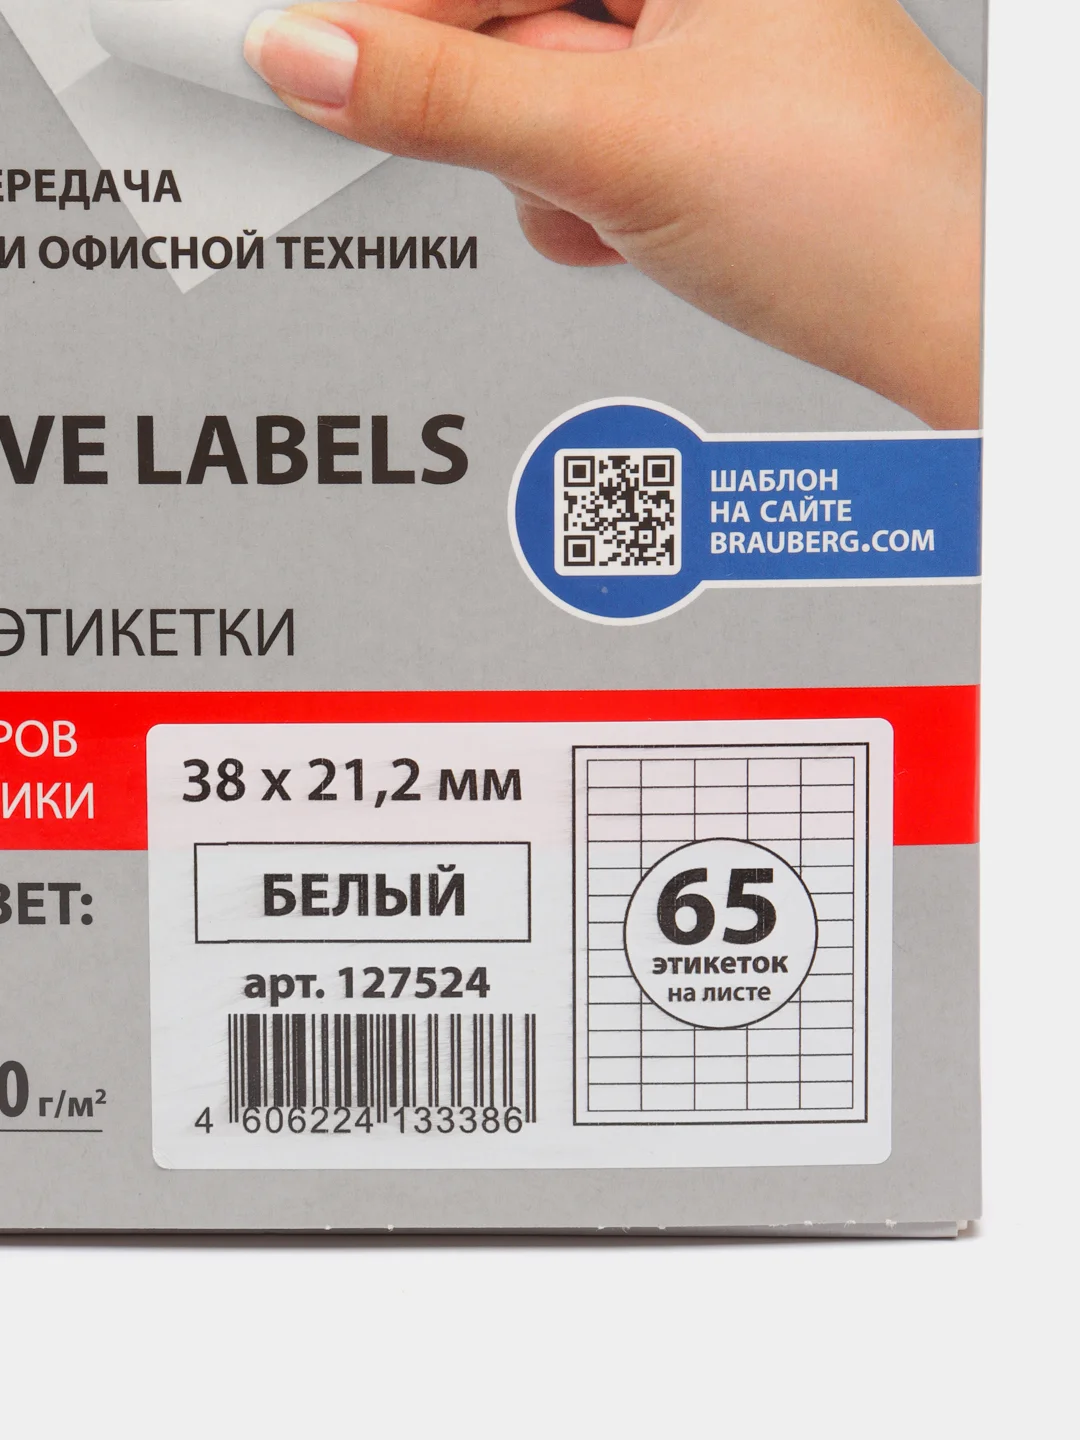 ЕРЕДАЧА
И ОФИСНОЙ ТЕХНИКИ
VE LABELS
ШАБЛОН
НА САЙТЕ
BRAUBERG.COM
ЭТИКЕТКИ
РОВ
ИКИ
38 x 21,2 мм
БЕЛЫЙ
ВЕТ:
65
этикеток
на листе
арт. 127524
0 г/м²
4 606224 133386